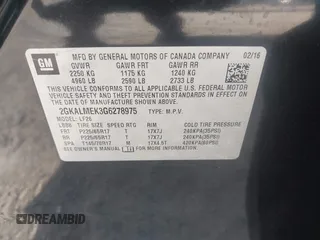 GM
MFD BY GENERAL MOTORS OF CANADA COMPANY 02/16
GVWR GAWR FRT GAWR RR
2250 KG 1175 KG 1240 KG
4960 LB 2590 LB 2733 LB
THIS VEHICLE CONFORMS TO ALL APPLICABLE U.S. FEDERAL MOTOR
VEHICLE SAFETY
THEFT PREVENTION STANDARDS IN EFFECT ON THE DATE OF
MANUFACTURE SHOWN ABOVE.
2GKALMEK3G6278975 TYPE: M.P.V.
MODEL: LF26
TIRE SIZE SPEED RTG RIM COLD TIRE PRESSURE
FRT P225/65R17 T 17X7J 240KPA(35PSI)
RR P225/65R17 T 17X7J 240KPA(35PSI)
SPA T145/70R17 M 17X4.5T 420KPA(60PSI)
DREAMBID